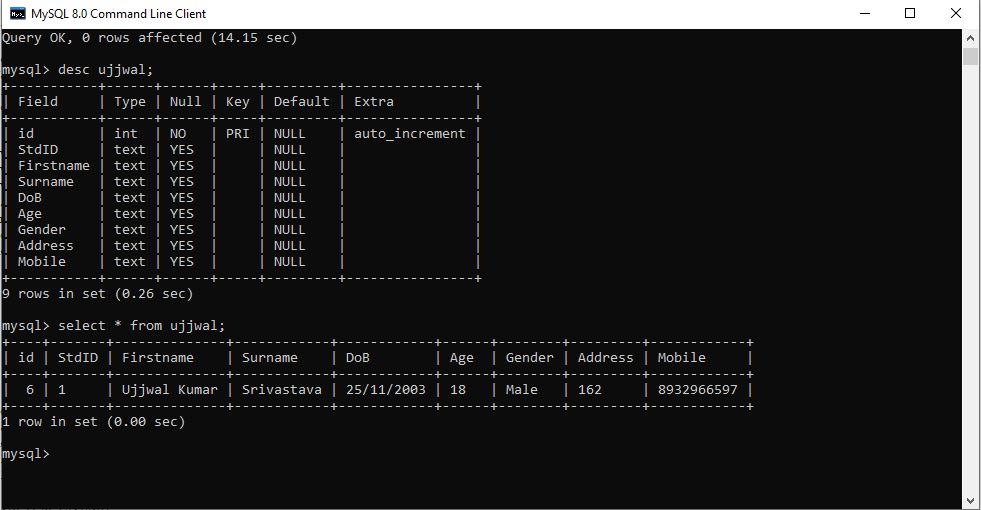 MySQL 8.0 Command Line Client
Query OK, 0 rows affected (14.15 sec)
mysql> desc ujjwal;
+-----------+------+------+-----+---------+----------------+
| Field     | Type | Null | Key | Default | Extra          |
+-----------+------+------+-----+---------+----------------+
| id        | int  | NO   | PRI | NULL    | auto_increment |
| StdID     | text | YES  |     | NULL    |                |
| Firstname | text | YES  |     | NULL    |                |
| Surname   | text | YES  |     | NULL    |                |
| DoB       | text | YES  |     | NULL    |                |
| Age       | text | YES  |     | NULL    |                |
| Gender    | text | YES  |     | NULL    |                |
| Address   | text | YES  |     | NULL    |                |
| Mobile    | text | YES  |     | NULL    |                |
+-----------+------+------+-----+---------+----------------+
9 rows in set (0.26 sec)
mysql> select * from ujjwal;
+----+-------+--------------+------------+------------+------+--------+---------+------------+
| id | StdID | Firstname    | Surname    | DoB        | Age  | Gender | Address | Mobile     |
+----+-------+--------------+------------+------------+------+--------+---------+------------+
|  6 | 1     | Ujjwal Kumar | Srivastava | 25/11/2003 | 18   | Male   | 162     | 8932966597 |
+----+-------+--------------+------------+------------+------+--------+---------+------------+
1 row in set (0.00 sec)
mysql>